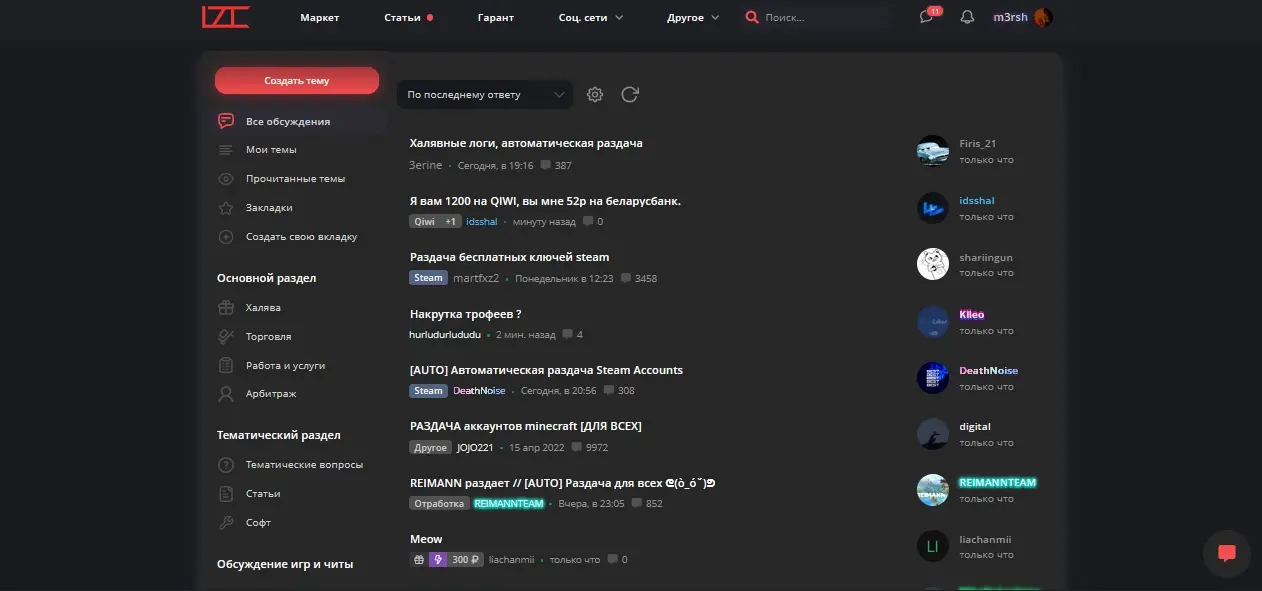 LZT
Маркет
Статьи
Гарант
Соц. сети
Другое
Поиск...
11
m3rsh
Создать тему
Все обсуждения
Мои темы
Прочитанные темы
Закладки
Создать свою вкладку
Основной раздел
Халява
Торговля
Работа и услуги
Арбитраж
Тематический раздел
Тематические вопросы
Статьи
Софт
Обсуждение игр и читы
По последнему ответу
Халявные логи, автоматическая раздача
3erine · Сегодня, в 19:16 387
Firis_21
только что
Я вам 1200 на QIWI, вы мне 52р на беларусбанк.
Qiwi +1 idsshal · минуту назад 0
idsshal
только что
Раздача бесплатных ключей steam
Steam martfxz2 · Понедельник в 12:23 3458
shariingun
только что
Накрутка трофеев ?
hurludurlududu · 2 мин. назад 4
только что
[AUTO] Автоматическая раздача Steam Accounts
Steam DeathNoise · Сегодня, в 20:56 308
DeathNoise
только что
РАЗДАЧА аккаунтов minecraft [ДЛЯ ВСЕХ]
Другое JOJO221 · 15 апр 2022 9972
digital
только что
REIMANN раздает // [AUTO] Раздача для всех
Отработка REIMANNTEAM · Вчера, в 23:05 852
REIMANNTEAM
только что
Meow
300 ₽ liachanmii · только что 0
LI
liachanmii
только что